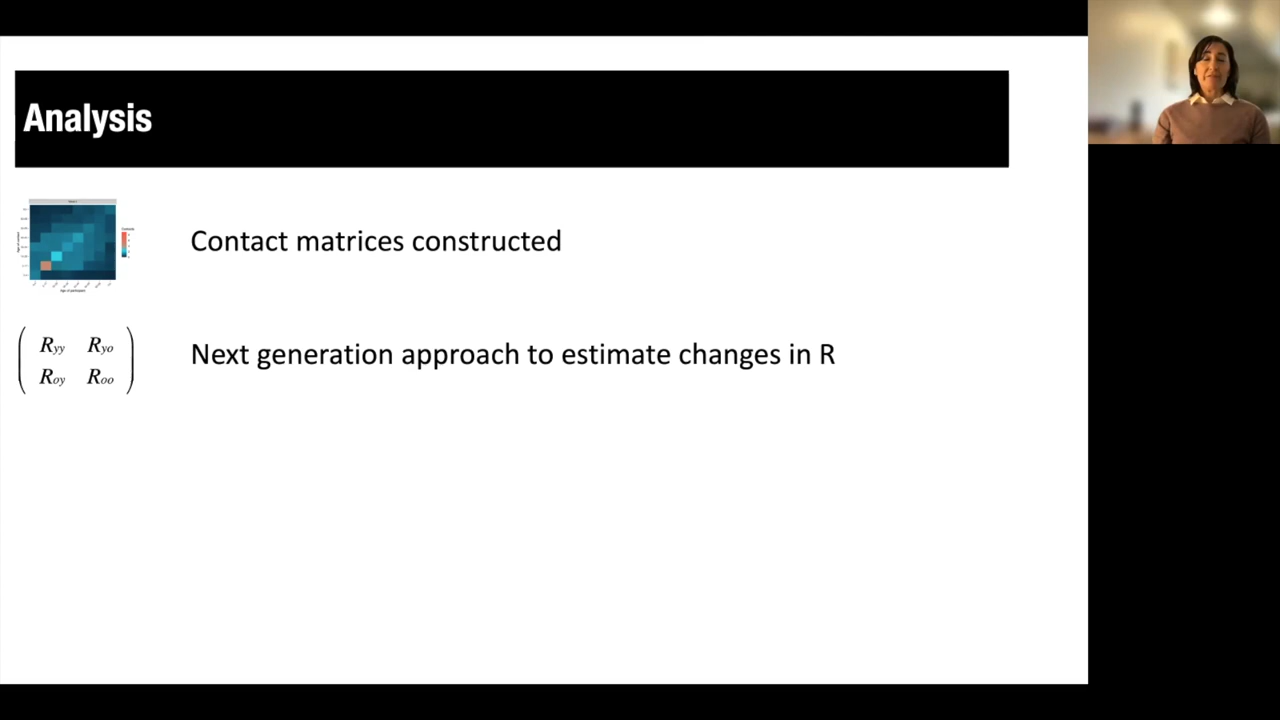 Analysis
Contact matrices constructed
Ryy Ryo
Roy Roo
Next generation approach to estimate changes in R